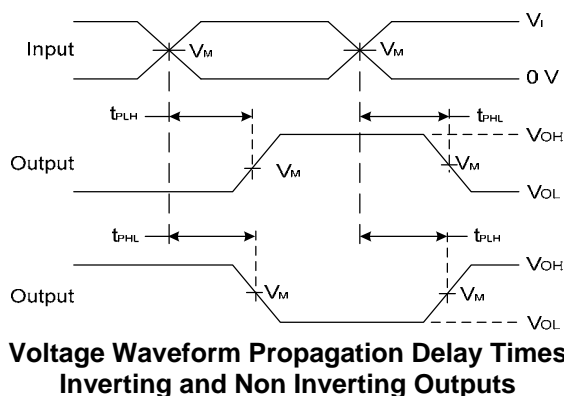 VI
Input VM VM
0 V
tPLH tPHL
VOH
Output VM VM
VOL
tPHL tPLH
VOH
Output VM VM
VOL
Voltage Waveform Propagation Delay Times
Inverting and Non Inverting Outputs